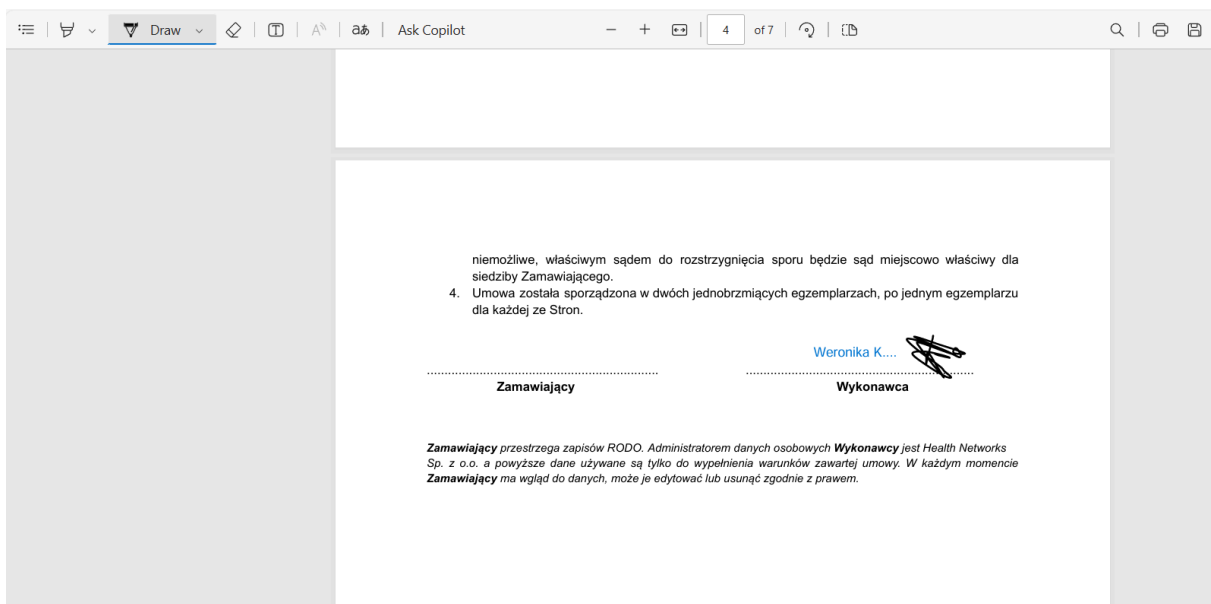 Draw
aあ
Ask Copilot
4 of 7
niemożliwe, właściwym sądem do rozstrzygnięcia sporu będzie sąd miejscowo właściwy dla
siedziby Zamawiającego.
4. Umowa została sporządzona w dwóch jednobrzmiących egzemplarzach, po jednym egzemplarzu
dla każdej ze Stron.
Weronika K....
Zamawiający
Wykonawca
Zamawiający przestrzega zapisów RODO. Administratorem danych osobowych Wykonawcy jest Health Networks
Sp. z o.o. a powyższe dane używane są tylko do wypełnienia warunków zawartej umowy. W każdym momencie
Zamawiający ma wgląd do danych, może je edytować lub usunąć zgodnie z prawem.